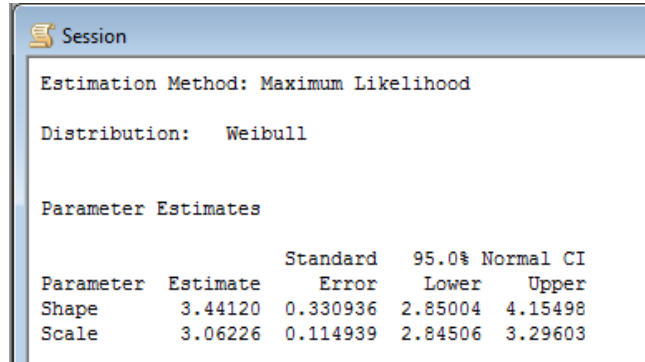 Session
Estimation Method: Maximum Likelihood
Distribution:   Weibull
Parameter Estimates
Standard   95.0% Normal CI
Parameter  Estimate     Error    Lower    Upper
Shape       3.44120  0.330936  2.85004  4.15498
Scale       3.06226  0.114939  2.84506  3.29603